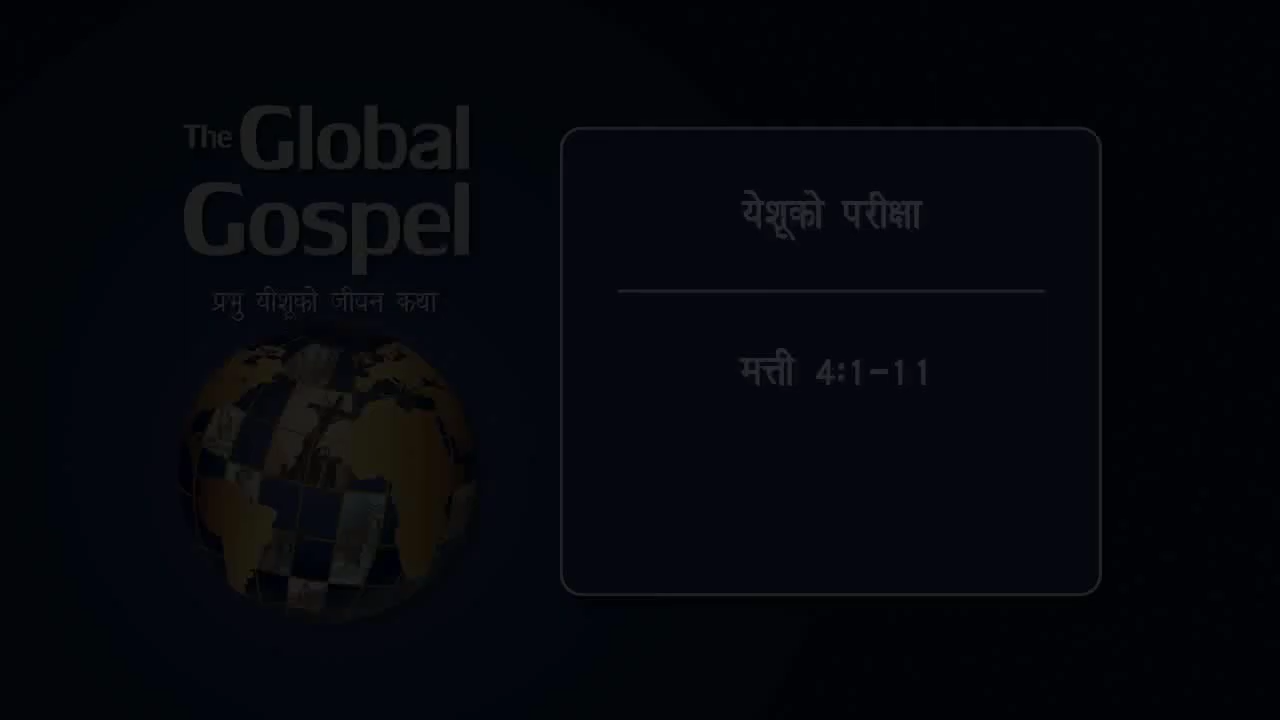 The Global
Gospel
प्रभु यीशूको जीवन कथा
येशूको परीक्षा
मत्ती 4:1-11